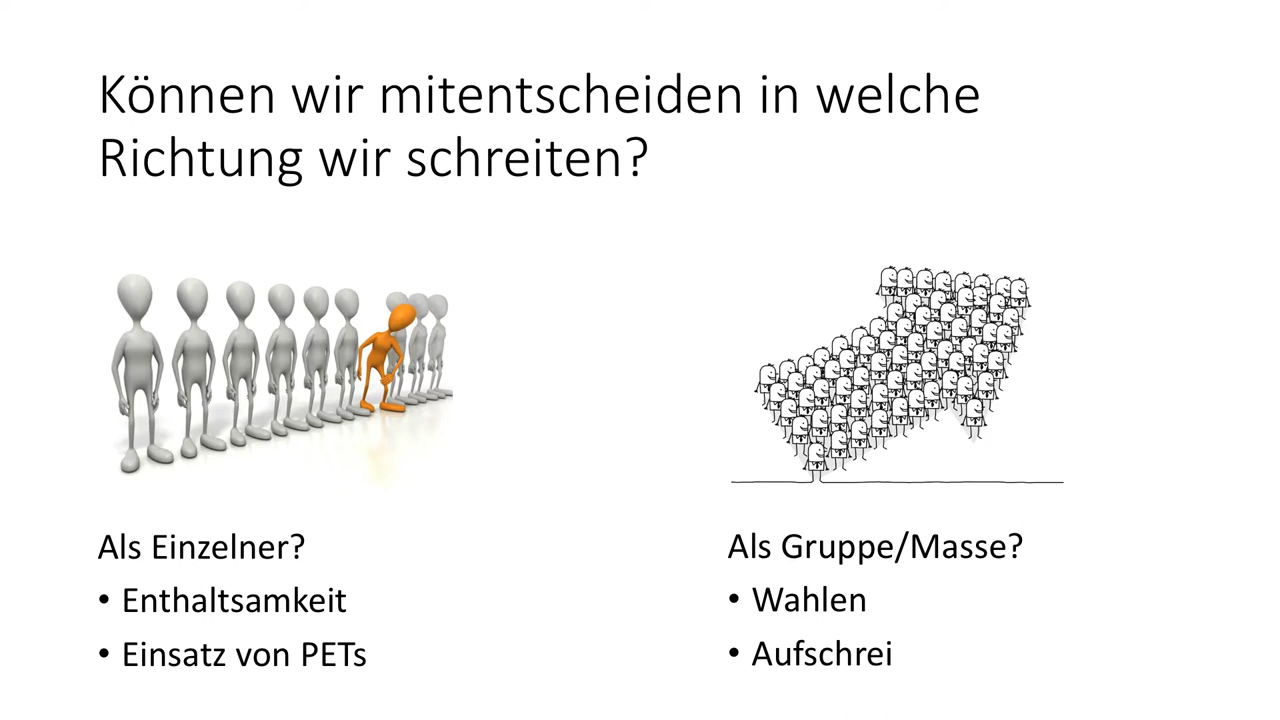 Können wir mitentscheiden in welche
Richtung wir schreiten?
Als Einzelner?
• Enthaltsamkeit
• Einsatz von PETs
Als Gruppe/Masse?
• Wahlen
• Aufschrei